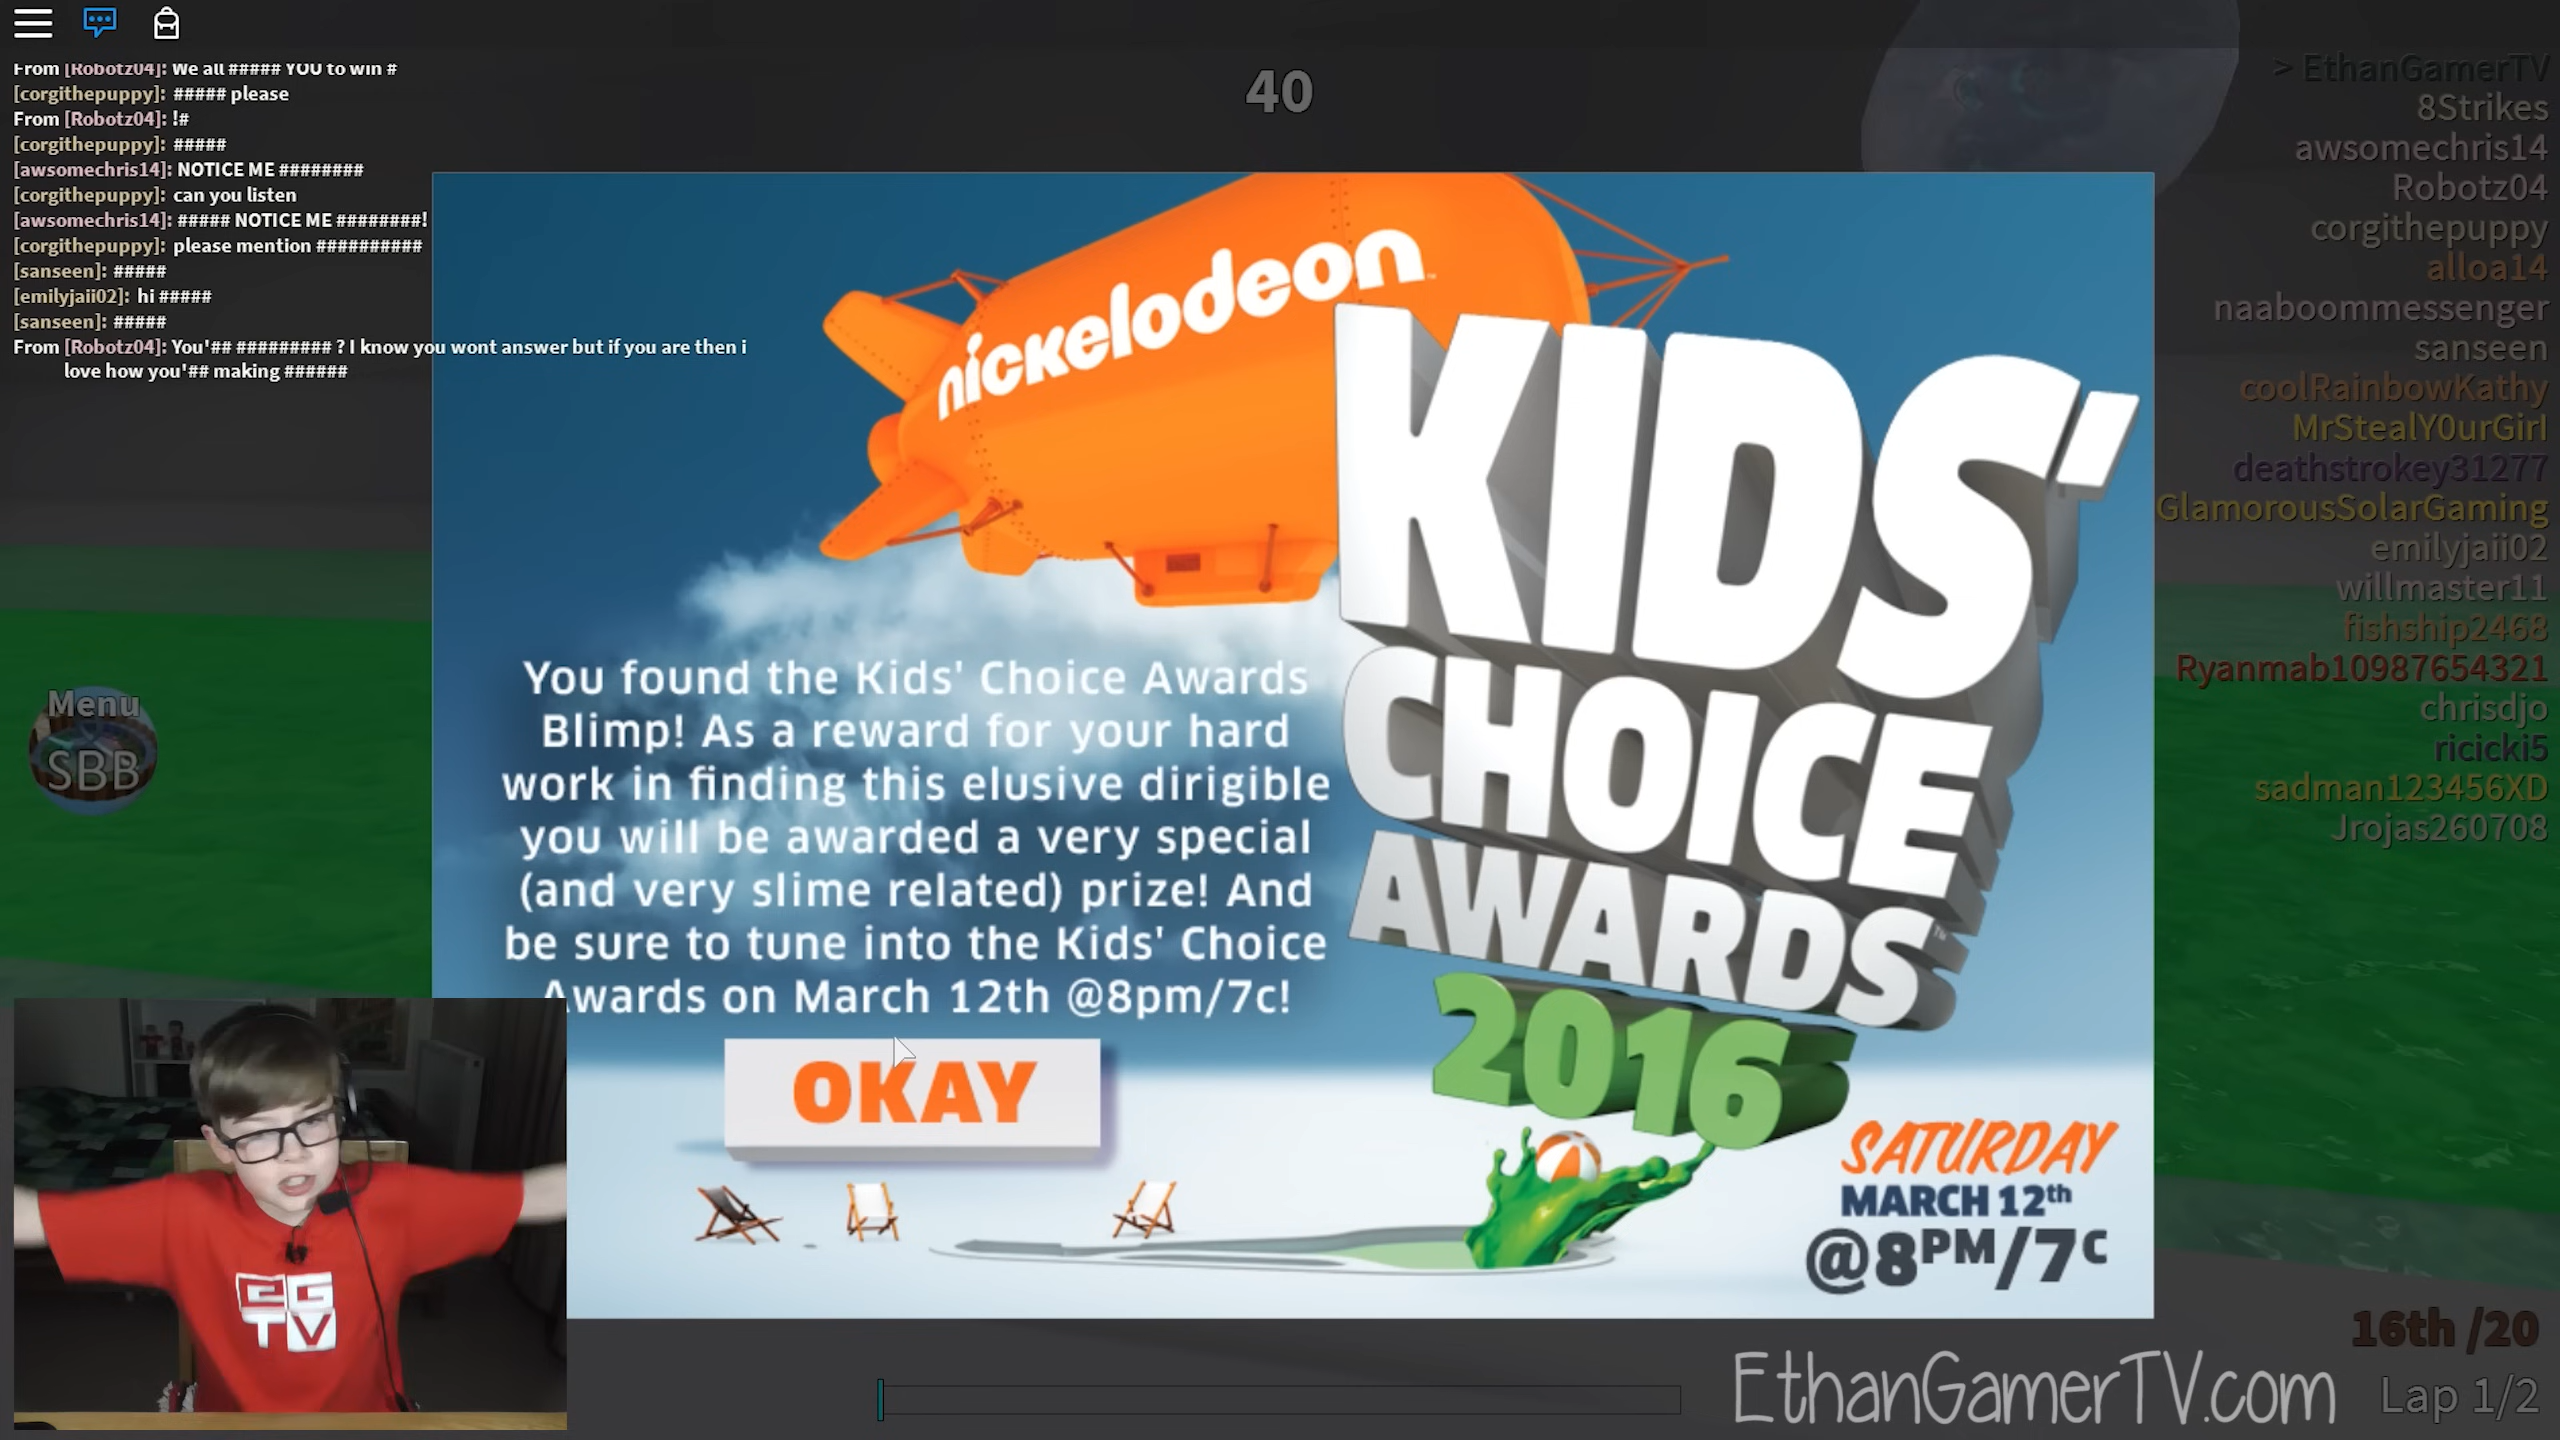 From [Robotz04]: We all ##### YOU to win #
[corgithepuppy]: ##### please
From [Robotz04]: !#
[corgithepuppy]: #####
[awsomechris14]: NOTICE ME ########
[corgithepuppy]: can you listen
[awsomechris14]: ##### NOTICE ME ########!
[corgithepuppy]: please mention ##########
[sanseen]: #####
[emilyjaii02]: hi #####
[sanseen]: #####
From [Robotz04]: You'## ######### ? I know you wont answer but if you are then i
love how you'## making ######
40
> EthanGamerTV
8Strikes
awsomechris14
Robotz04
corgithepuppy
alloa14
naaboommessenger
sanseen
coolRainbowKathy
MrStealY0urGirl
deathstrokey31277
GlamorousSolarGaming
emilyjaii02
willmaster11
fishship2468
Ryanmab10987654321
chrisdjo
ricicki5
sadman123456XD
Jrojas260708
nickelodeon™
KIDS'
CHOICE
AWARDS™
2016
You found the Kids' Choice Awards
Blimp! As a reward for your hard
work in finding this elusive dirigible
you will be awarded a very special
(and very slime related) prize! And
be sure to tune into the Kids' Choice
Awards on March 12th @8pm/7c!
OKAY
SATURDAY
MARCH 12th
@8PM/7C
Menu
SBB
EG
TV
16th /20
Lap 1/2
EthanGamerTV.com